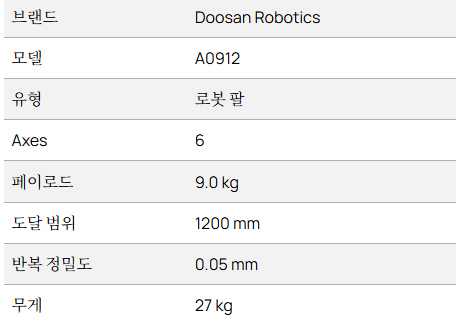 브랜드 Doosan Robotics
모델 A0912
유형 로봇 팔
Axes 6
페이로드 9.0 kg
도달 범위 1200 mm
반복 정밀도 0.05 mm
무게 27 kg